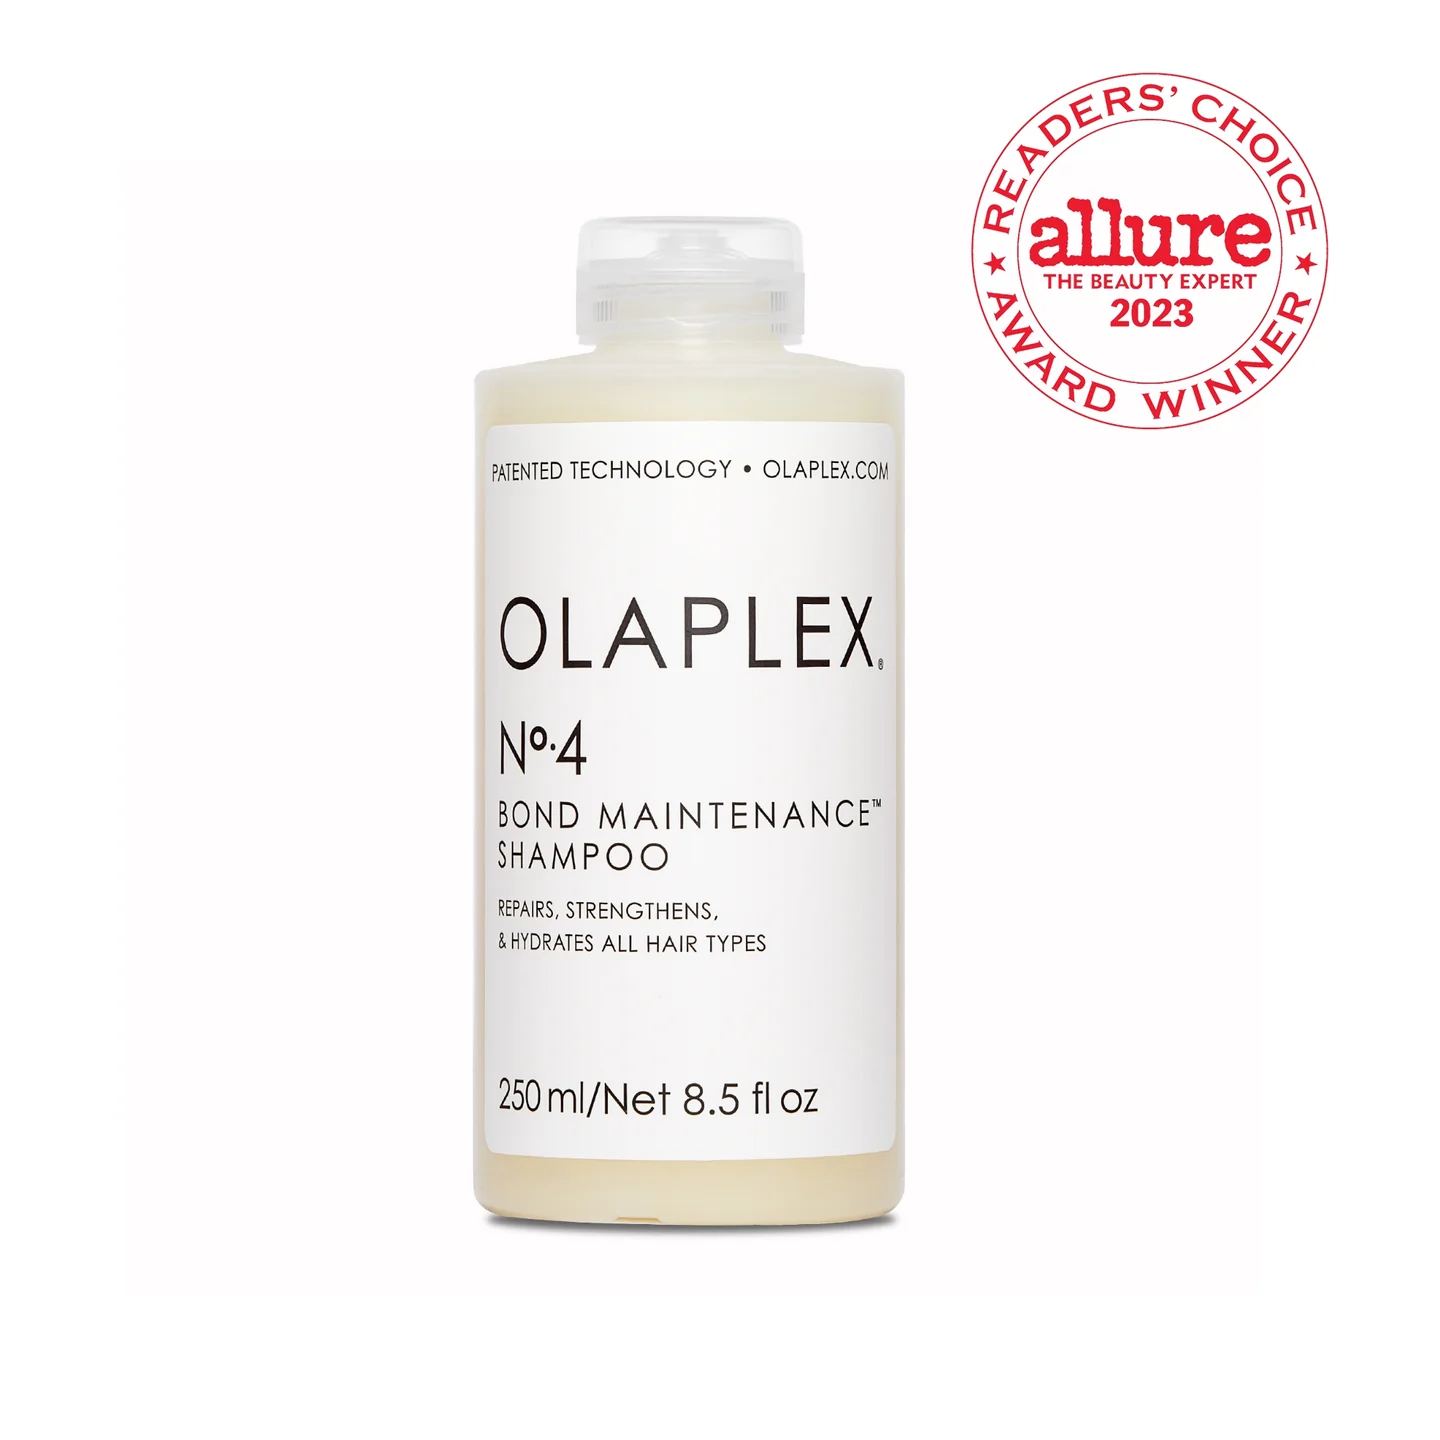 READERS' CHOICE
allure
THE BEAUTY EXPERT
2023
AWARD WINNER
PATENTED TECHNOLOGY • OLAPLEX.COM
OLAPLEX®
Nº.4
BOND MAINTENANCE™
SHAMPOO
REPAIRS, STRENGTHENS,
& HYDRATES ALL HAIR TYPES
250 ml/Net 8.5 fl oz